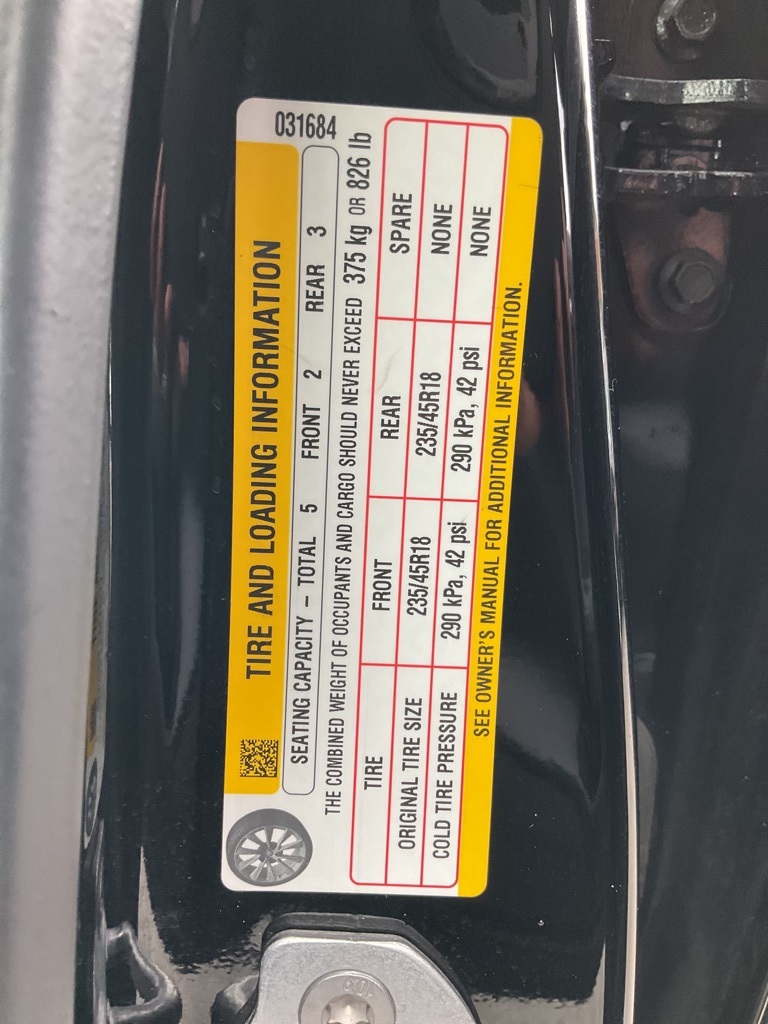 031684
TIRE AND LOADING INFORMATION
SEATING CAPACITY – TOTAL 5 FRONT 2 REAR 3
THE COMBINED WEIGHT OF OCCUPANTS AND CARGO SHOULD NEVER EXCEED 375 kg OR 826 lb
TIRE FRONT REAR SPARE
ORIGINAL TIRE SIZE 235/45R18 235/45R18 NONE
COLD TIRE PRESSURE 290 kPa, 42 psi 290 kPa, 42 psi NONE
SEE OWNER'S MANUAL FOR ADDITIONAL INFORMATION.